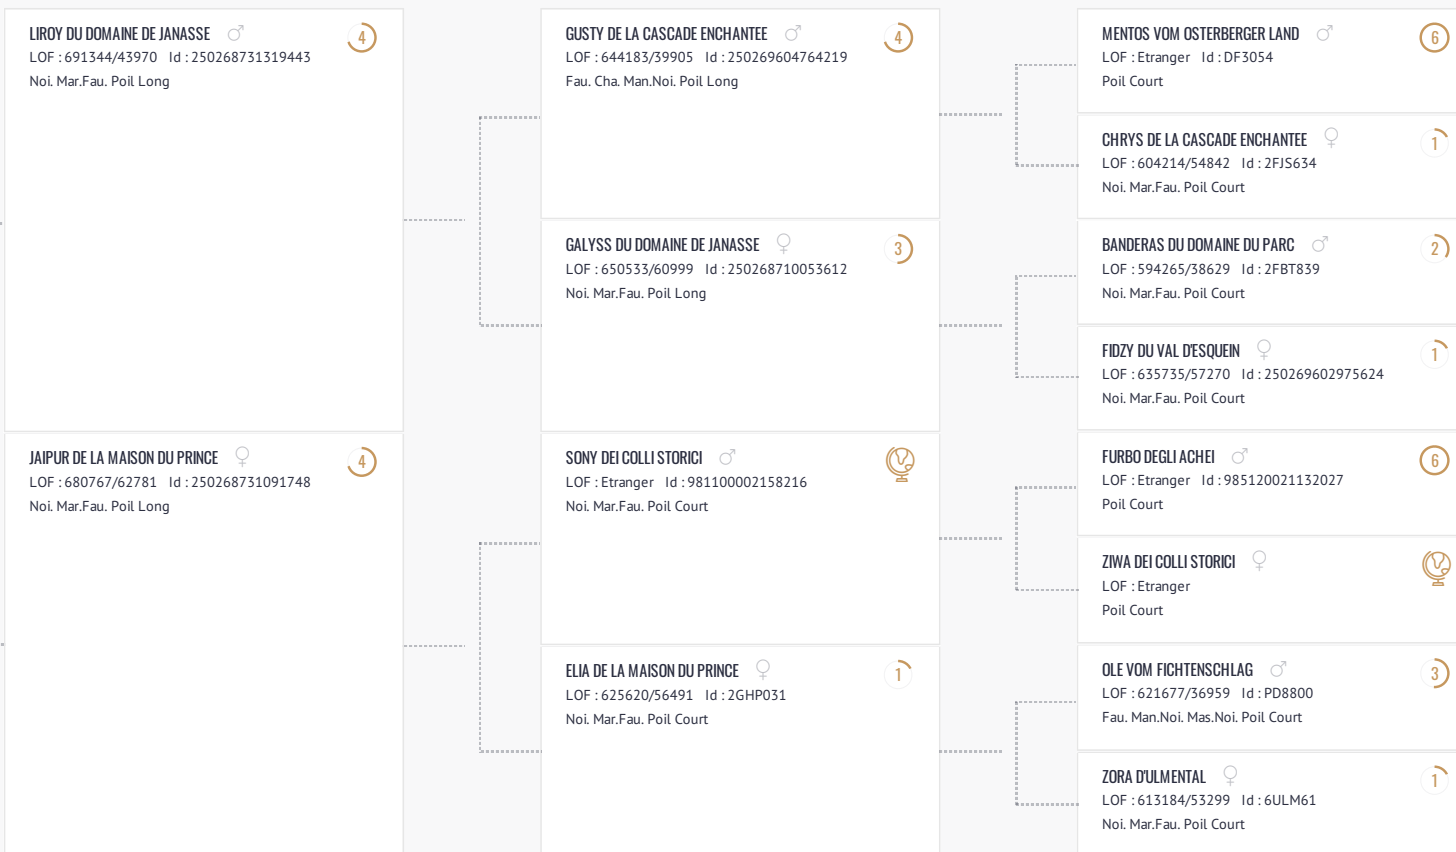 LIROY DU DOMAINE DE JANASSE
4
LOF : 691344/43970 Id : 250268731319443
Noi. Mar.Fau. Poil Long
JAIPUR DE LA MAISON DU PRINCE
4
LOF : 680767/62781 Id : 250268731091748
Noi. Mar.Fau. Poil Long
GUSTY DE LA CASCADE ENCHANTEE
4
LOF : 644183/39905 Id : 250269604764219
Fau. Cha. Man.Noi. Poil Long
GALYSS DU DOMAINE DE JANASSE
3
LOF : 650533/60999 Id : 250268710053612
Noi. Mar.Fau. Poil Long
SONY DEI COLLI STORICI
LOF : Etranger Id : 981100002158216
Noi. Mar.Fau. Poil Court
ELIA DE LA MAISON DU PRINCE
1
LOF : 625620/56491 Id : 2GHP031
Noi. Mar.Fau. Poil Court
MENTOS VOM OSTERBERGER LAND
6
LOF : Etranger Id : DF3054
Poil Court
CHRYS DE LA CASCADE ENCHANTEE
1
LOF : 604214/54842 Id : 2FJS634
Noi. Mar.Fau. Poil Court
BANDERAS DU DOMAINE DU PARC
2
LOF : 594265/38629 Id : 2FBT839
Noi. Mar.Fau. Poil Court
FIDZY DU VAL D'ESQUEIN
1
LOF : 635735/57270 Id : 250269602975624
Noi. Mar.Fau. Poil Court
FURBO DEGLI ACHEI
6
LOF : Etranger Id : 985120021132027
Poil Court
ZIWA DEI COLLI STORICI
LOF : Etranger
Poil Court
OLE VOM FICHTENSCHLAG
3
LOF : 621677/36959 Id : PD8800
Fau. Man.Noi. Mas.Noi. Poil Court
ZORA D'ULMENTAL
1
LOF : 613184/53299 Id : 6ULM61
Noi. Mar.Fau. Poil Court